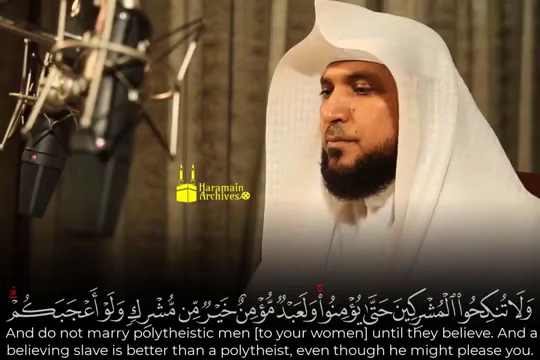 Haramain
Archives
وَلَا تُنكِحُوا۟ ٱلْمُشْرِكِينَ حَتَّىٰ يُؤْمِنُوا۟ ۚ وَلَعَبْدٌ مُّؤْمِنٌ خَيْرٌ مِّن مُّشْرِكٍ وَلَوْ أَعْجَبَكُمْ ۗ
And do not marry polytheistic men [to your women] until they believe. And a
believing slave is better than a polytheist, even though he might please you.